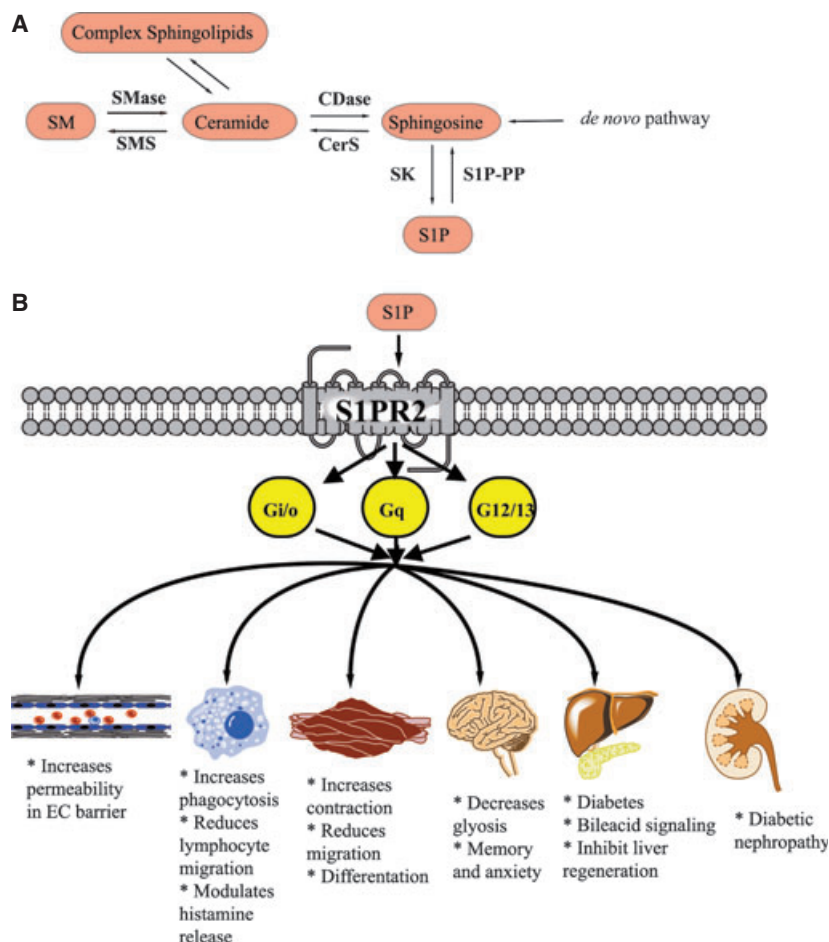 A
Complex Sphingolipids
SMase
CDase
SM
Ceramide
Sphingosine
de novo pathway
SMS
CerS
SK
S1P-PP
S1P
B
S1P
S1PR2
Gi/o
Gq
G12/13
* Increases
permeability
in EC barrier
* Increases
phagocytosis
* Reduces
lymphocyte
migration
* Modulates
histamine
release
* Increases
contraction
* Reduces
migration
* Differentation
* Decreases
glyosis
* Memory
and anxiety
* Diabetes
* Bileacid signaling
* Inhibit liver
regeneration
* Diabetic
nephropathy